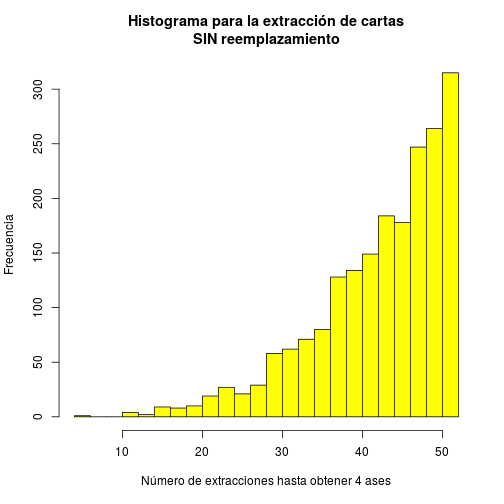 Histograma para la extracción de cartas
SIN reemplazamiento
Frecuencia
300
250
200
150
100
50
0
10 20 30 40 50
Número de extracciones hasta obtener 4 ases